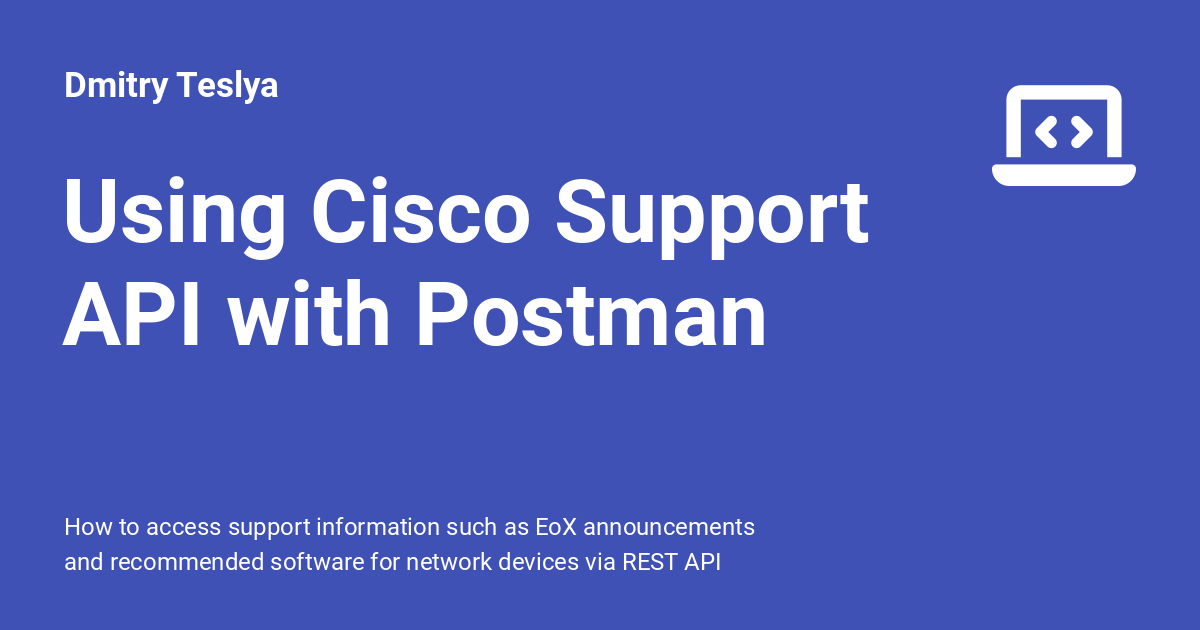 Dmitry Teslya
Using Cisco Support
API with Postman
How to access support information such as EoX announcements
and recommended software for network devices via REST API